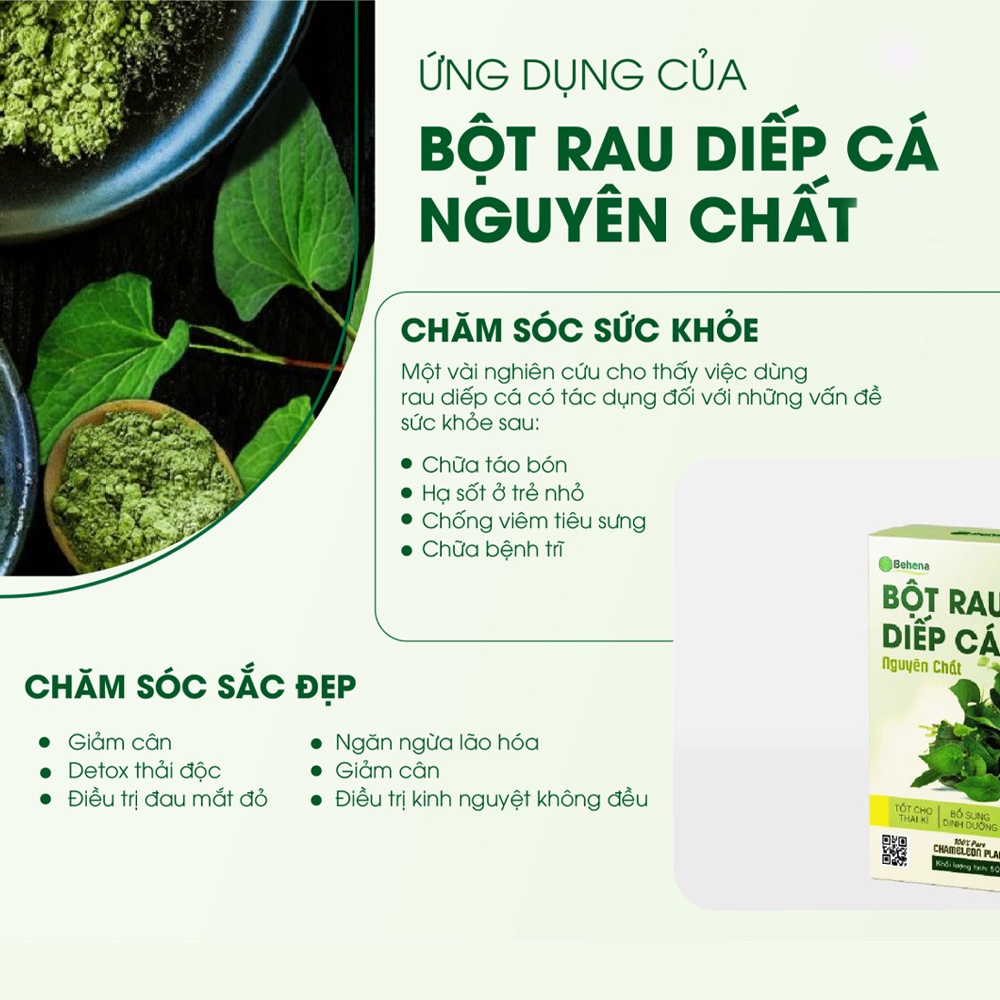 ỨNG DỤNG CỦA
BỘT RAU DIẾP CÁ
NGUYÊN CHẤT
CHĂM SÓC SỨC KHỎE
Một vài nghiên cứu cho thấy việc dùng
rau diếp cá có tác dụng đối với những vấn đề
sức khỏe sau:
Chữa táo bón
Hạ sốt ở trẻ nhỏ
Chống viêm tiêu sưng
Chữa bệnh trĩ
CHĂM SÓC SẮC ĐẸP
Giảm cân
Detox thải độc
Điều trị đau mắt đỏ
Ngăn ngừa lão hóa
Giảm cân
Điều trị kinh nguyệt không đều
Behena
BỘT RAU
DIẾP CÁ
Nguyên Chất
TỐT CHO
THAI KÌ
BỔ SUNG
DINH DƯỠNG
100% Pure
CHAMELEON
Khối lượng tịnh: